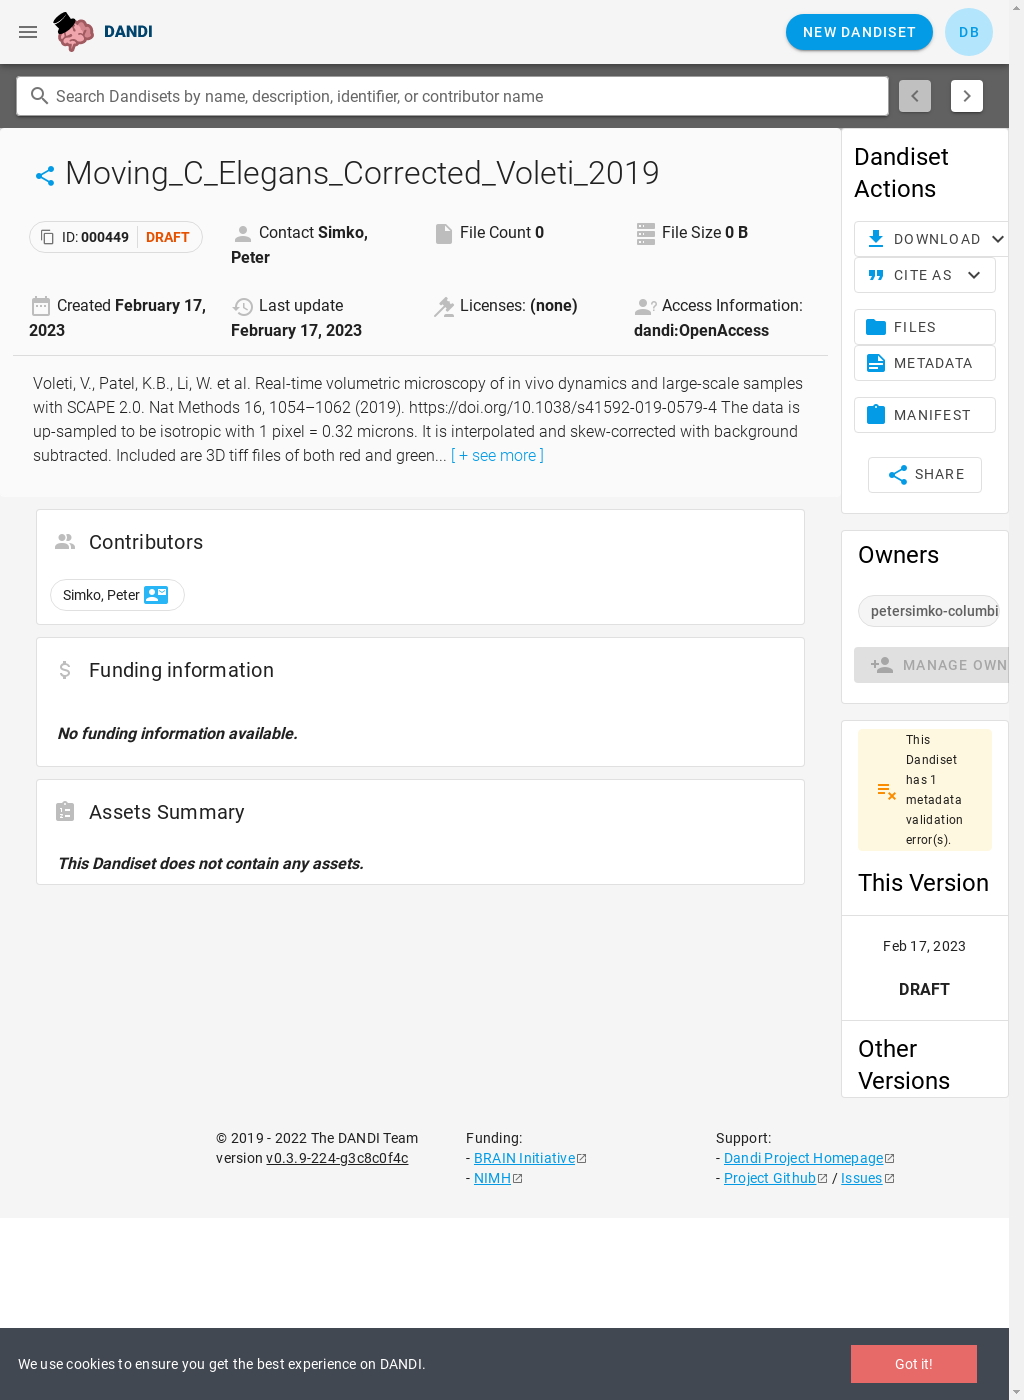 DANDI
NEW DANDISET
DB
Search Dandisets by name, description, identifier, or contributor name
Moving_C_Elegans_Corrected_Voleti_2019
ID: 000449 DRAFT
Contact Simko, Peter
File Count 0
File Size 0 B
Created February 17, 2023
Last update February 17, 2023
Licenses: (none)
Access Information: dandi:OpenAccess
Voleti, V., Patel, K.B., Li, W. et al. Real-time volumetric microscopy of in vivo dynamics and large-scale samples
with SCAPE 2.0. Nat Methods 16, 1054–1062 (2019). https://doi.org/10.1038/s41592-019-0579-4 The data is
up-sampled to be isotropic with 1 pixel = 0.32 microns. It is interpolated and skew-corrected with background
subtracted. Included are 3D tiff files of both red and green... [ + see more ]
Contributors
Simko, Peter
Funding information
No funding information available.
Assets Summary
This Dandiset does not contain any assets.
Dandiset
Actions
DOWNLOAD
CITE AS
FILES
METADATA
MANIFEST
SHARE
Owners
petersimko-columbi
MANAGE OWN
This
Dandiset
has 1
metadata
validation
error(s).
This Version
Feb 17, 2023
DRAFT
Other
Versions
© 2019 - 2022 The DANDI Team
version v0.3.9-224-g3c8c0f4c
Funding:
- BRAIN Initiative
- NIMH
Support:
- Dandi Project Homepage
- Project Github / Issues
We use cookies to ensure you get the best experience on DANDI.
Got it!